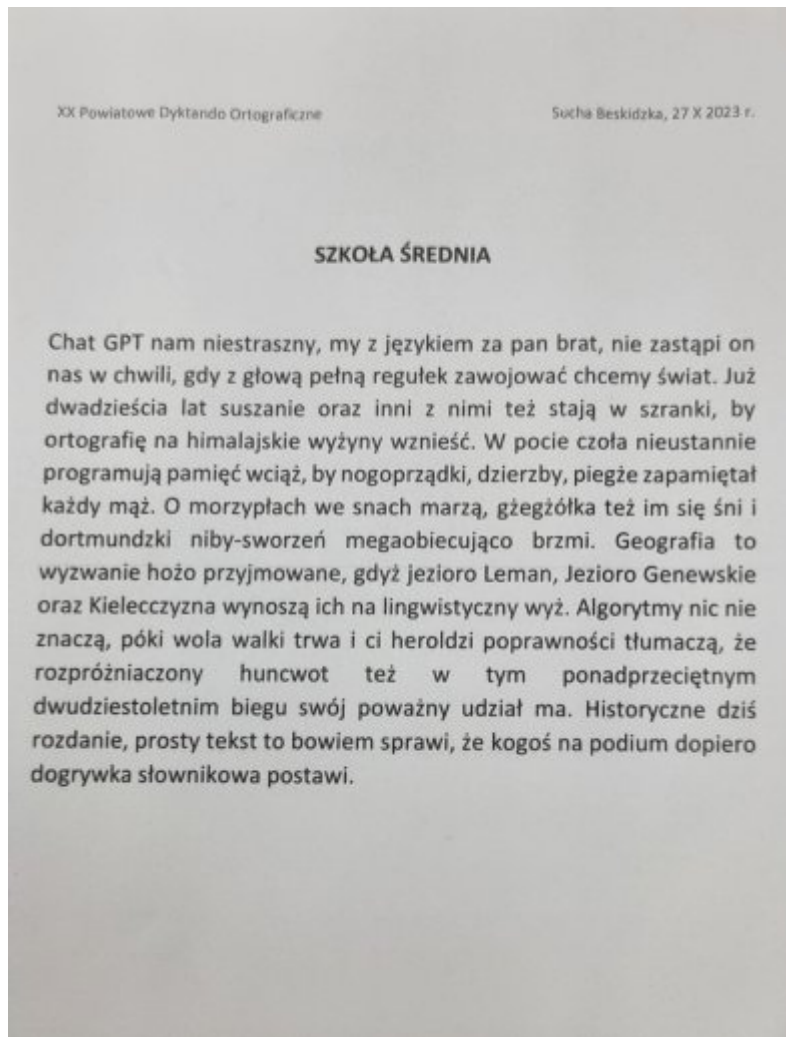 XX Powiatowe Dyktando Ortograficzne
Sucha Beskidzka, 27 X 2023 r.
SZKOŁA ŚREDNIA
Chat GPT nam niestraszny, my z językiem za pan brat, nie zastąpi on
nas w chwili, gdy z głową pełną regułek zawojować chcemy świat. Już
dwadzieścia lat suszanie oraz inni z nimi też stają w szranki, by
ortografię na himalajskie wyżyny wznieść. W pocie czoła nieustannie
programują pamięć wciąż, by nogoprządki, dzierzby, piegże zapamiętał
każdy mąż. O morzypłach we snach marzą, gżegżółka też im się śni i
dortmundzki niby-sworzeń megaobiecująco brzmi. Geografia to
wyzwanie hożo przyjmowane, gdyż jezioro Leman, Jezioro Genewskie
oraz Kielecczyzna wynoszą ich na lingwistyczny wyż. Algorytmy nic nie
znaczą, póki wola walki trwa i ci heroldzi poprawności tłumaczą, że
rozpróżniaczony huncwot też w tym ponadprzeciętnym
dwudziestoletnim biegu swój poważny udział ma. Historyczne dziś
rozdanie, prosty tekst to bowiem sprawi, że kogoś na podium dopiero
dogrywka słownikowa postawi.